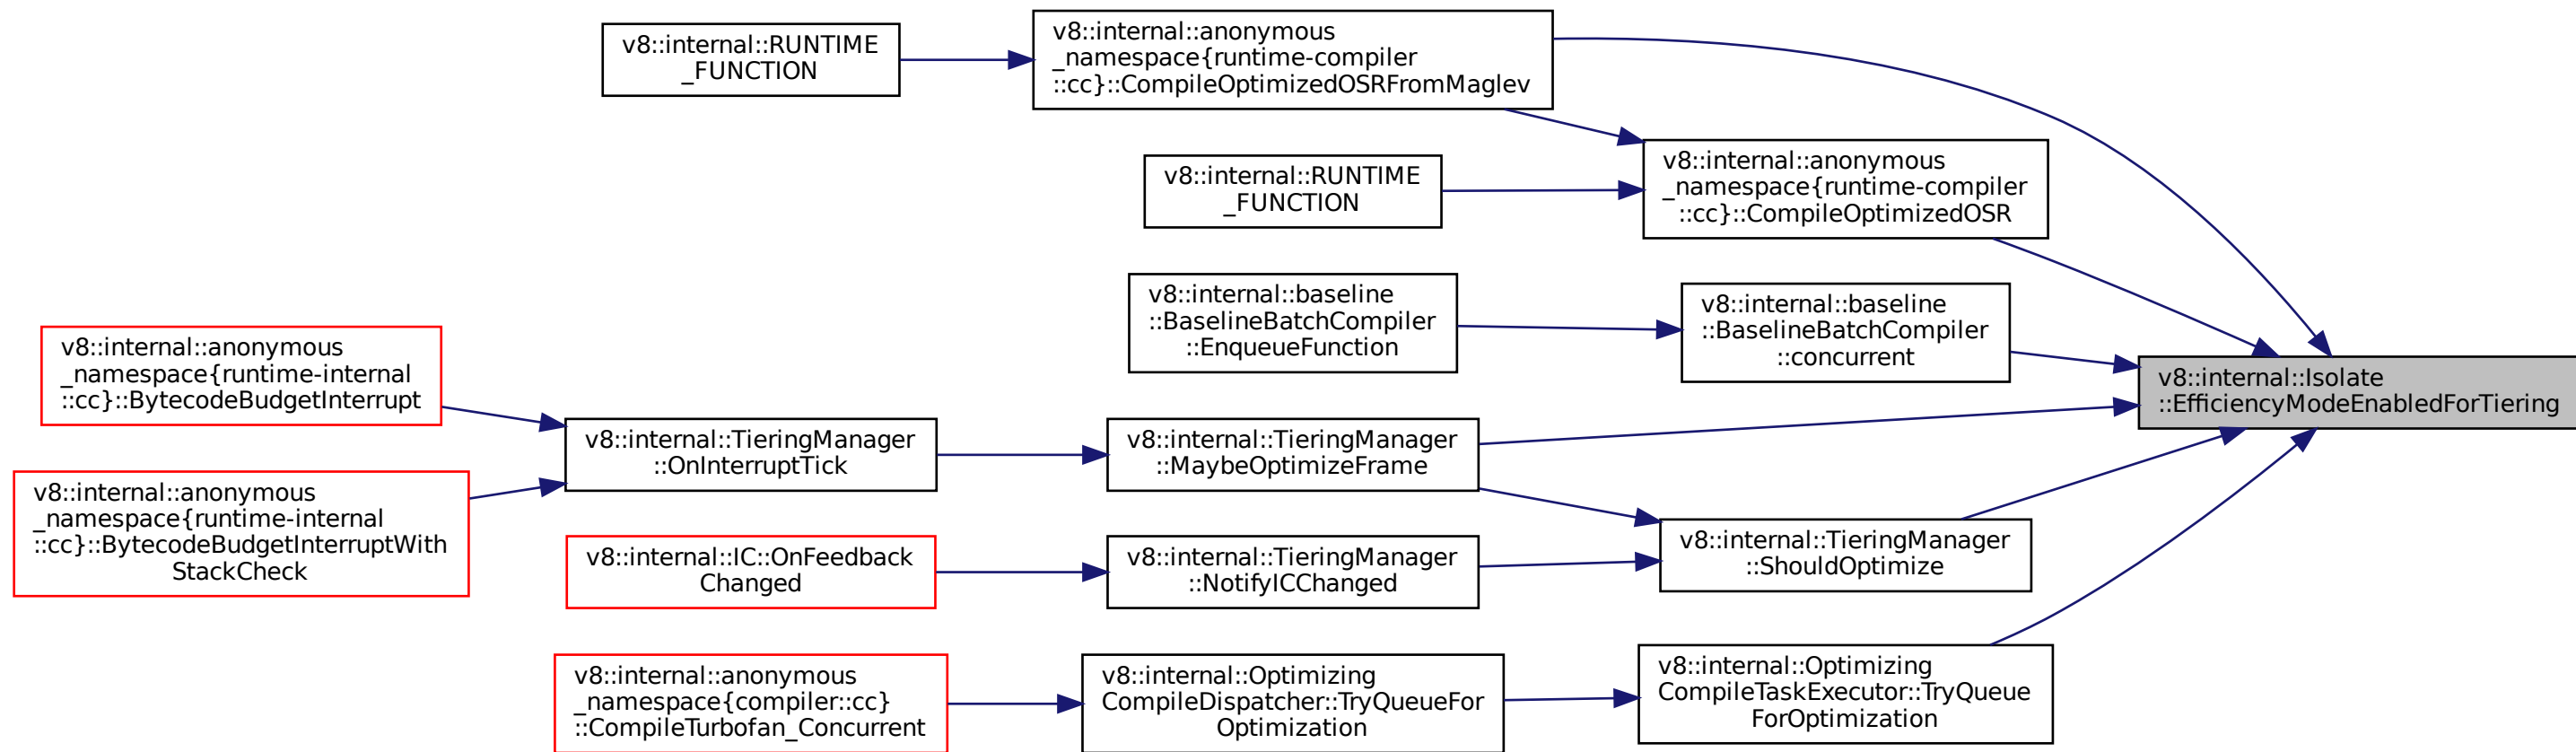 v8::internal::RUNTIME
_FUNCTION
v8::internal::anonymous
_namespace{runtime-compiler
::cc}::CompileOptimizedOSRFromMaglev
v8::internal::RUNTIME
_FUNCTION
v8::internal::anonymous
_namespace{runtime-compiler
::cc}::CompileOptimizedOSR
v8::internal::baseline
::BaselineBatchCompiler
::EnqueueFunction
v8::internal::baseline
::BaselineBatchCompiler
::concurrent
v8::internal::Isolate
::EfficiencyModeEnabledForTiering
v8::internal::anonymous
_namespace{runtime-internal
::cc}::BytecodeBudgetInterrupt
v8::internal::TieringManager
::OnInterruptTick
v8::internal::TieringManager
::MaybeOptimizeFrame
v8::internal::anonymous
_namespace{runtime-internal
::cc}::BytecodeBudgetInterruptWith
StackCheck
v8::internal::IC::OnFeedback
Changed
v8::internal::TieringManager
::NotifyICChanged
v8::internal::TieringManager
::ShouldOptimize
v8::internal::anonymous
_namespace{compiler::cc}
::CompileTurbofan_Concurrent
v8::internal::Optimizing
CompileDispatcher::TryQueueFor
Optimization
v8::internal::Optimizing
CompileTaskExecutor::TryQueue
ForOptimization